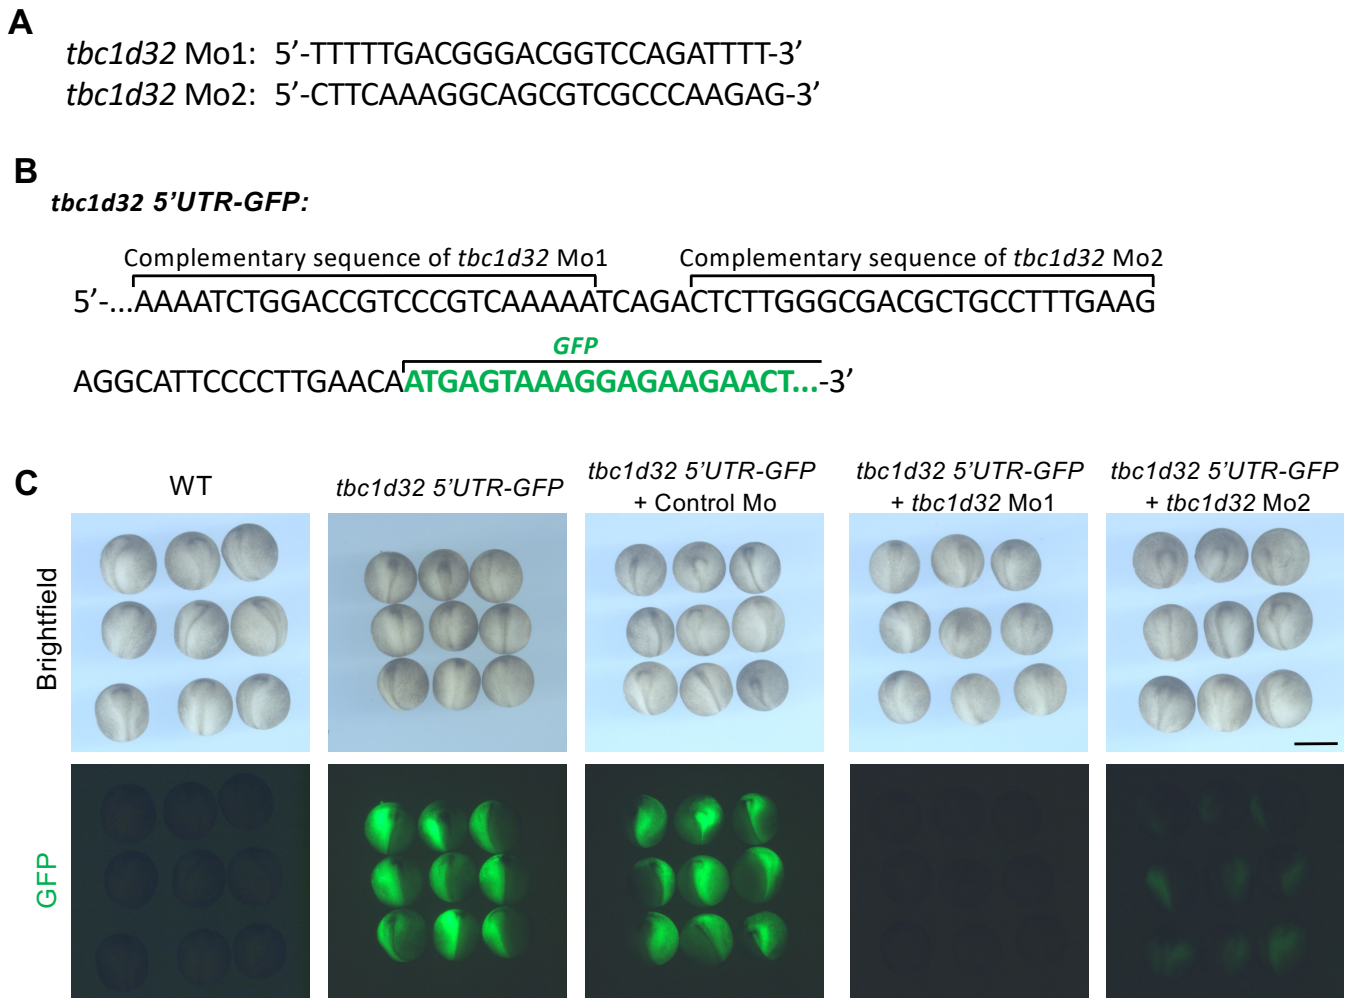 A
tbc1d32 Mo1: 5’-TTTTTGACGGGACGGTCCAGATTTT-3’
tbc1d32 Mo2: 5’-CTTCAAAGGCAGCGTCGCCCAAGAG-3’
B
tbc1d32 5’UTR-GFP:
Complementary sequence of tbc1d32 Mo1 Complementary sequence of tbc1d32 Mo2
5’-...AAAATCTGGACCGTCCCGTCAAAAATCAGACTCTTGGGCGACGCTGCCTTTGAAG
GFP
AGGCATTCCCCTTGAACAATGAGTAAAGGAGAAGAACT...-3’
C
WT
tbc1d32 5’UTR-GFP
tbc1d32 5’UTR-GFP
+ Control Mo
tbc1d32 5’UTR-GFP
+ tbc1d32 Mo1
tbc1d32 5’UTR-GFP
+ tbc1d32 Mo2
Brightfield
GFP